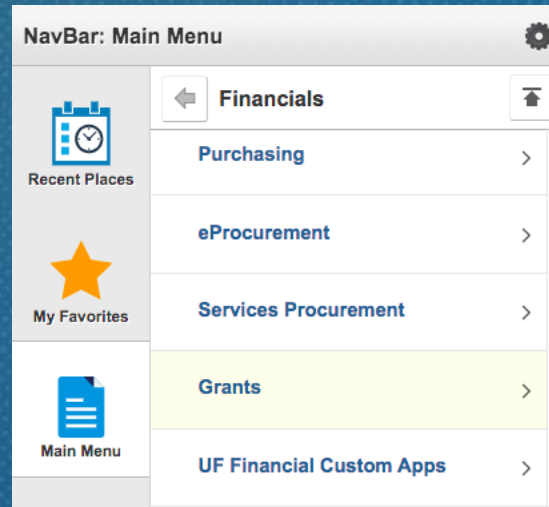 NavBar: Main Menu
Recent Places
My Favorites
Main Menu
Financials
Purchasing
eProcurement
Services Procurement
Grants
UF Financial Custom Apps